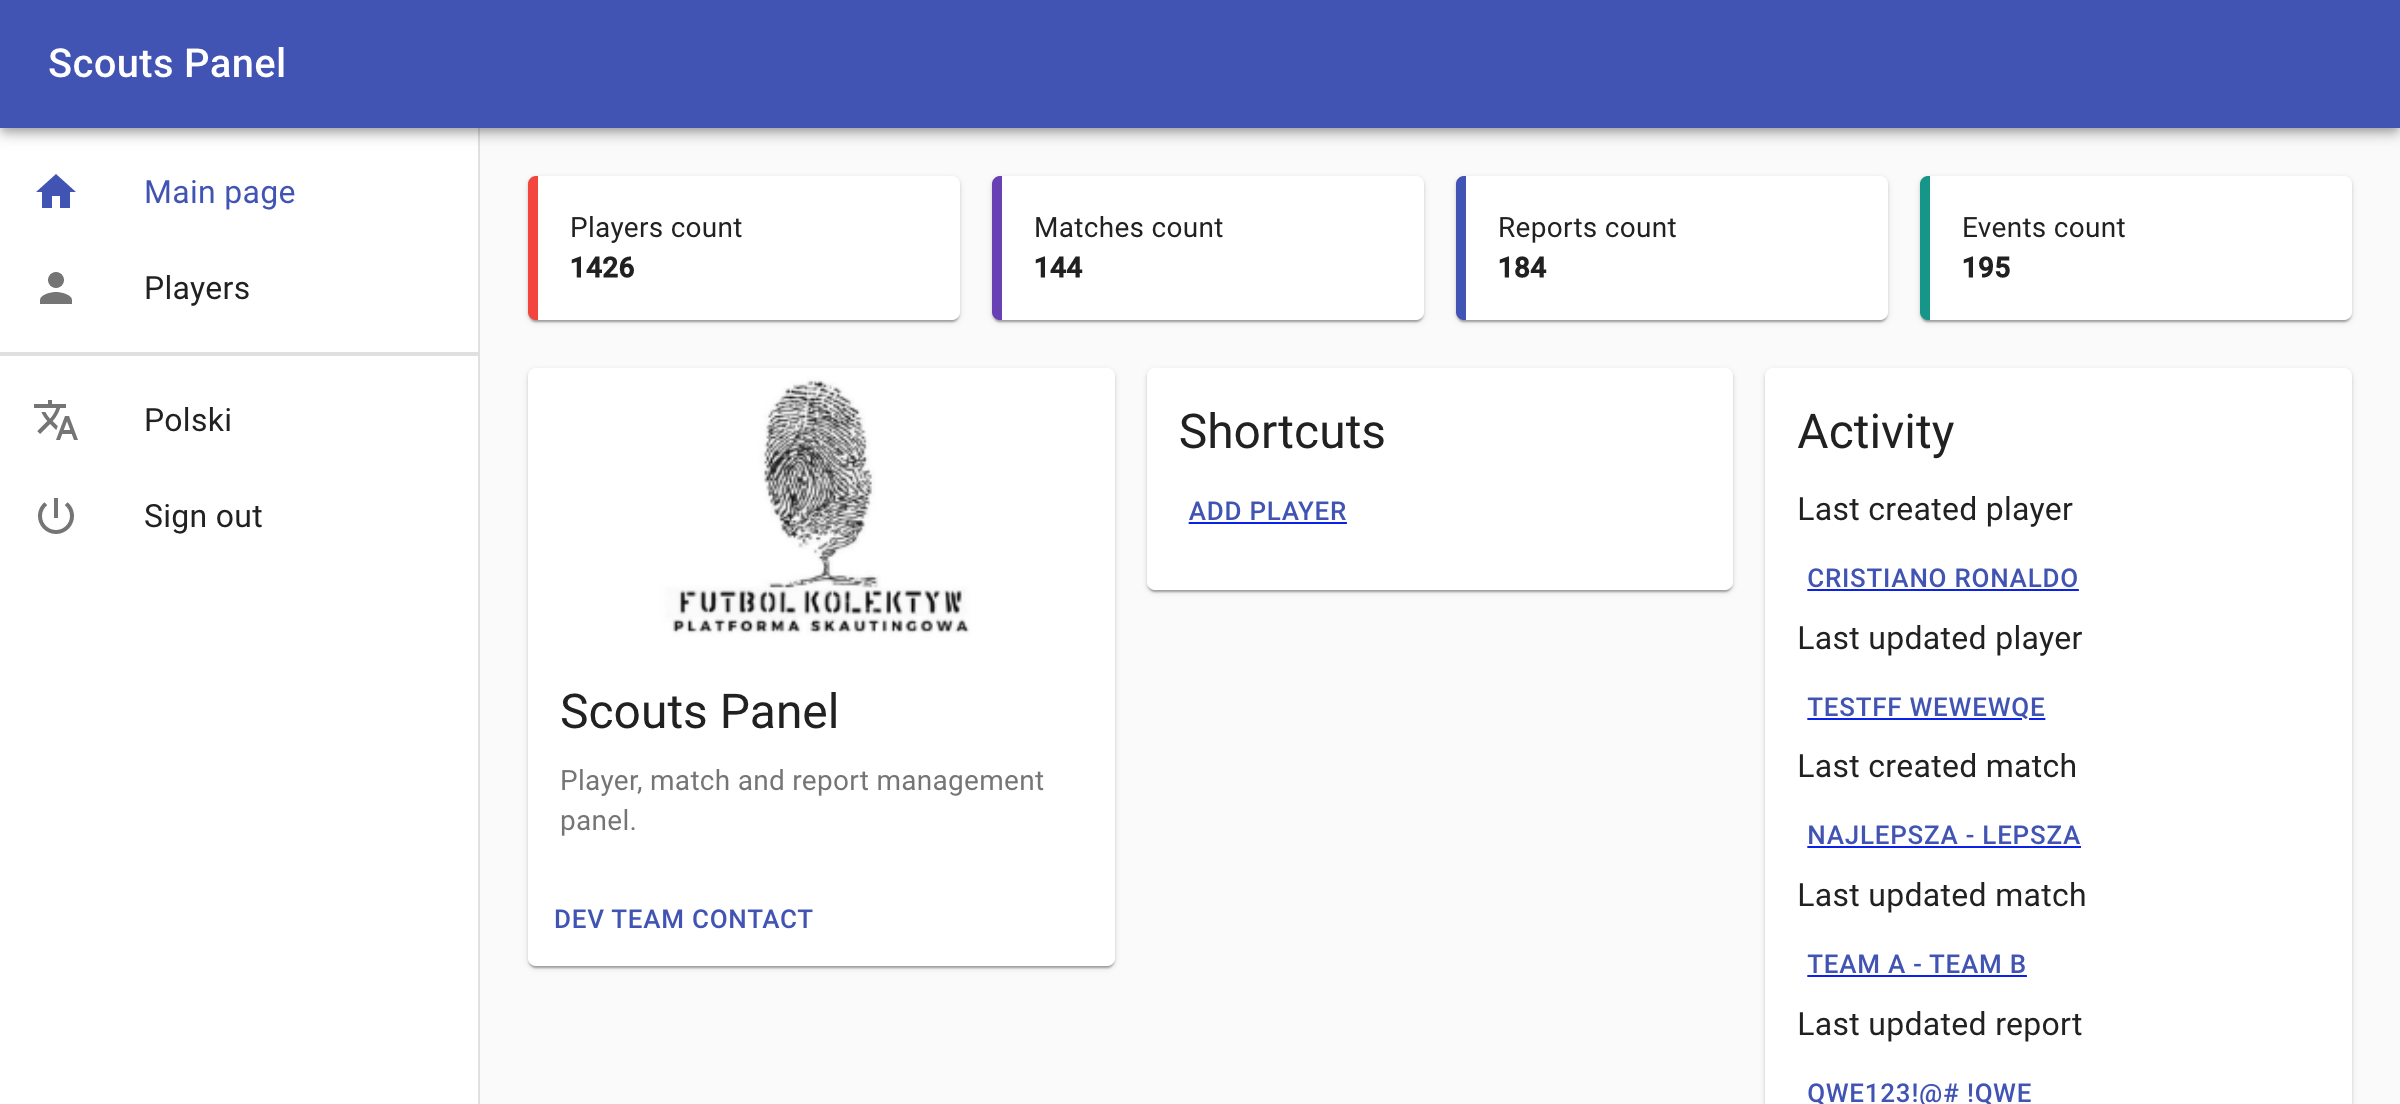 Scouts Panel
Main page
Players
Polski
Sign out
Players count
1426
Matches count
144
Reports count
184
Events count
195
FUTBOL KOLEKTYW
PLATFORMA SKAUTINGOWA
Scouts Panel
Player, match and report management
panel.
DEV TEAM CONTACT
Shortcuts
ADD PLAYER
Activity
Last created player
CRISTIANO RONALDO
Last updated player
TESTFF WEWEWQE
Last created match
NAJLEPSZA - LEPSZA
Last updated match
TEAM A - TEAM B
Last updated report
QWE123!@# !QWE